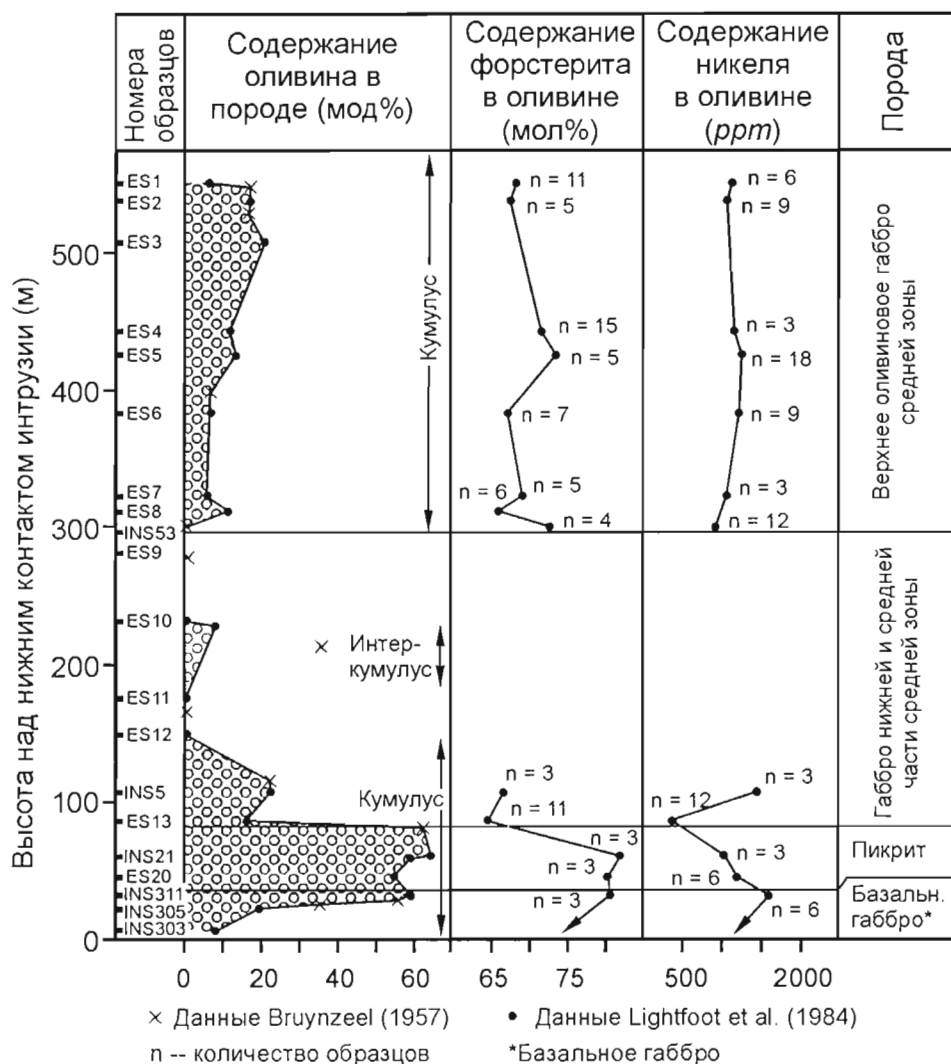 Номера образцов
Содержание
оливина в
породе (мод%)
Содержание
форстерита
в оливине
(мол%)
Содержание
никеля
в оливине
(ppm)
Порода
Высота над нижним контактом интрузии (м)
500
400
300
200
100
0
ES1
ES2
ES3
ES4
ES5
ES6
ES7
ES8
INS53
ES9
ES10
ES11
ES12
INS5
ES13
INS21
ES20
INS311
INS305
INS303
Кумулус
× Интер-
кумулус
Кумулус
n = 11
n = 5
n = 15
n = 5
n = 7
n = 6
n = 5
n = 4
n = 3
n = 11
n = 3
n = 3
n = 3
n = 6
n = 9
n = 3
n = 18
n = 9
n = 3
n = 12
n = 3
n = 12
n = 3
n = 6
n = 6
Верхнее оливиновое габбро
средней зоны
Габбро нижней и средней
части средней зоны
Пикрит
Базальн.
габбро*
0 20 40 60
65 75
500 2000
× Данные Bruynzeel (1957) • Данные Lightfoot et al. (1984)
n -- количество образцов *Базальное габбро